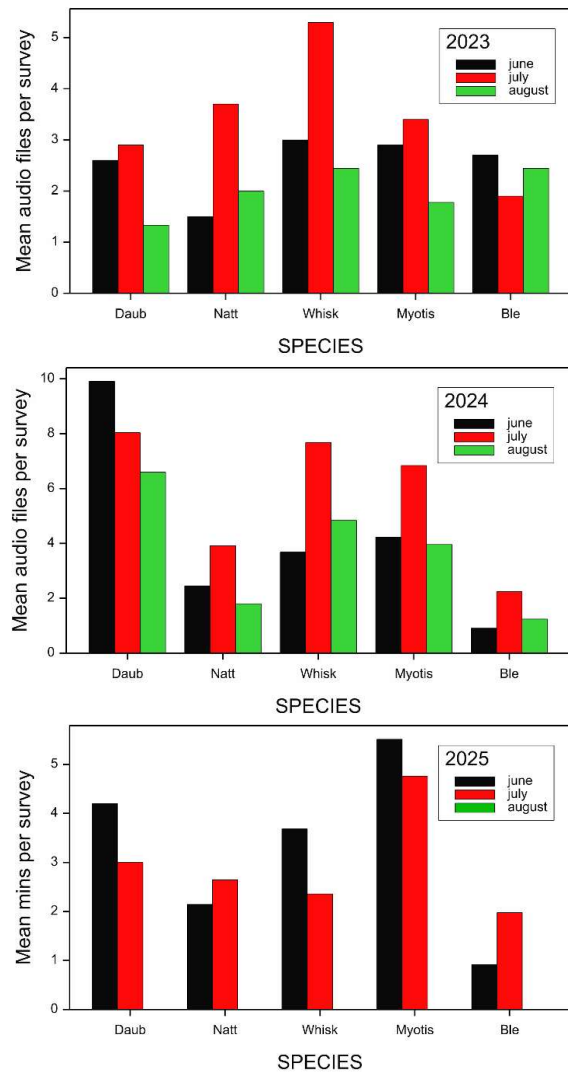 Mean audio files per survey
5
4
3
2
1
0
2023
june
july
august
Daub Natt Whisk Myotis Ble
SPECIES
Mean audio files per survey
10
8
6
4
2
0
2024
june
july
august
Daub Natt Whisk Myotis Ble
SPECIES
Mean mins per survey
5
4
3
2
1
0
2025
june
july
august
Daub Natt Whisk Myotis Ble
SPECIES